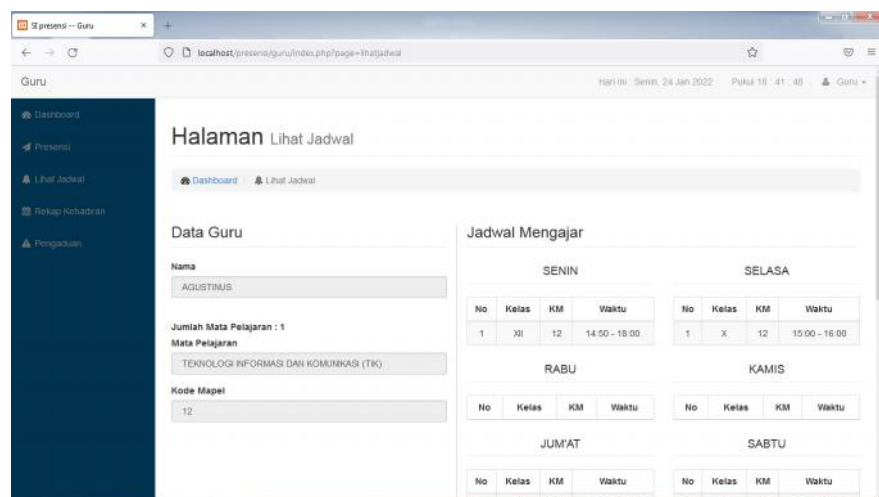 SI presensi -- Guru
localhost/presensi/guru/index.php?page=lihatjadwal
Guru
Hari ini : Senin, 24 Jan 2022
Pukul 18 : 41 : 48
Guru
Dashboard
Presensi
Lihat Jadwal
Rekap Kehadiran
Pengaduan
Halaman Lihat Jadwal
Dashboard / Lihat Jadwal
Data Guru
Nama
AGUSTINUS
Jumlah Mata Pelajaran : 1
Mata Pelajaran
TEKNOLOGI INFORMASI DAN KOMUNIKASI (TIK)
Kode Mapel
12
Jadwal Mengajar
SENIN
No Kelas KM Waktu
1 XII 12 14:50 - 18:00
SELASA
No Kelas KM Waktu
1 X 12 15:00 - 16:00
RABU
No Kelas KM Waktu
KAMIS
No Kelas KM Waktu
JUM'AT
No Kelas KM Waktu
SABTU
No Kelas KM Waktu